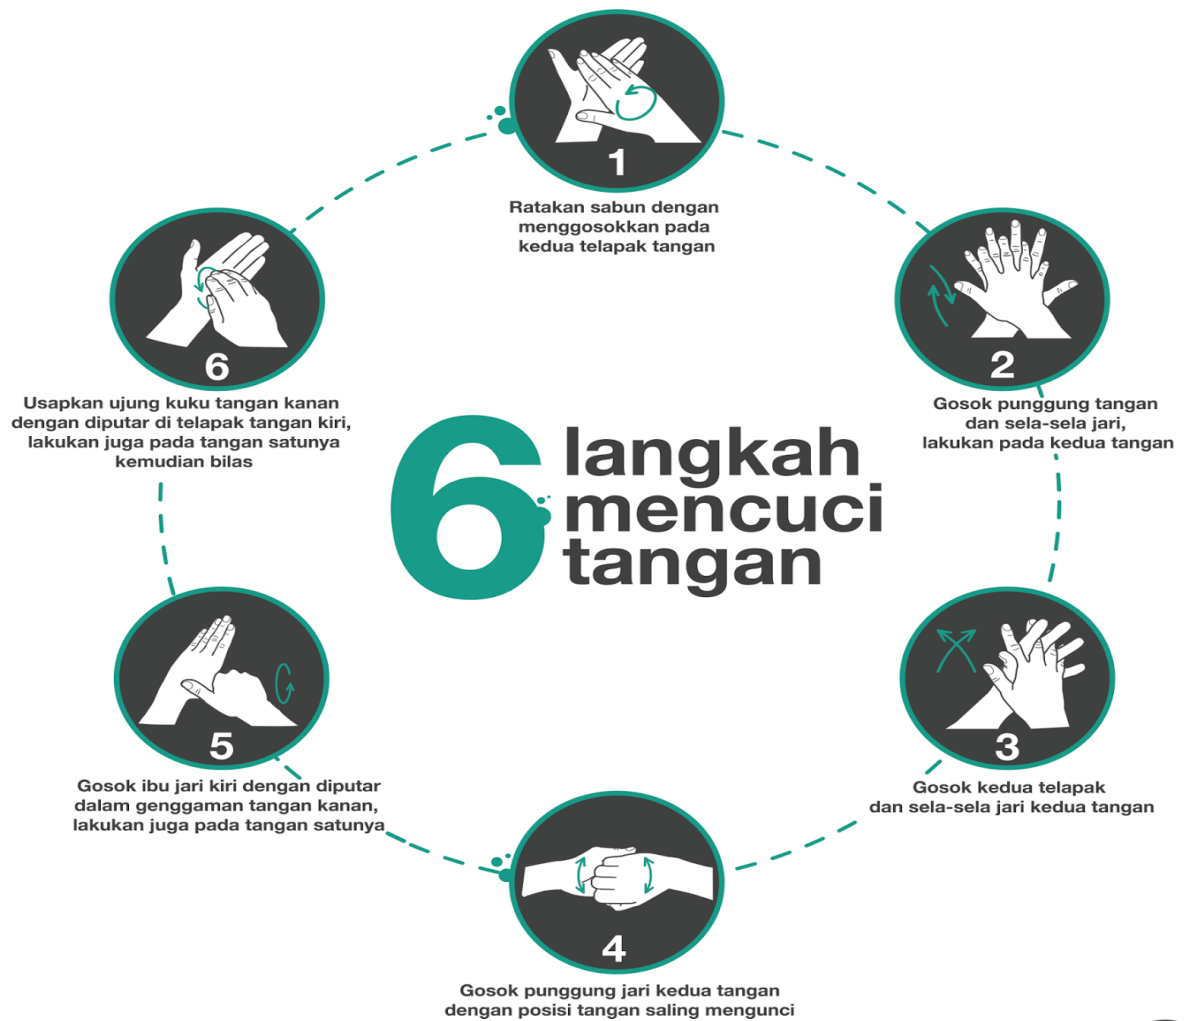 6 langkah
mencuci
tangan
1
Ratakan sabun dengan
menggosokkan pada
kedua telapak tangan
2
Gosok punggung tangan
dan sela-sela jari,
lakukan pada kedua tangan
3
Gosok kedua telapak
dan sela-sela jari kedua tangan
4
Gosok punggung jari kedua tangan
dengan posisi tangan saling mengunci
5
Gosok ibu jari kiri dengan diputar
dalam genggaman tangan kanan,
lakukan juga pada tangan satunya
6
Usapkan ujung kuku tangan kanan
dengan diputar di telapak tangan kiri,
lakukan juga pada tangan satunya
kemudian bilas